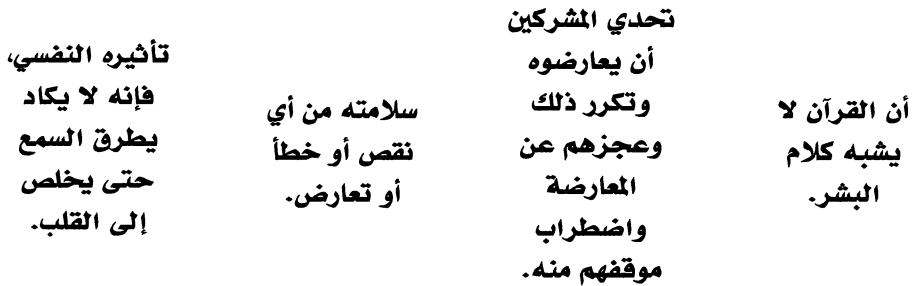 أن القرآن لا
يشبه كلام
البشر.
تحدي المشركين
أن يعارضوه
وتكرر ذلك
وعجزهم عن
المعارضة
واضطراب
موقفهم منه.
سلامته من أي
نقص أو خطأ
أو تعارض.
تأثيره النفسي،
فإنه لا يكاد
يطرق السمع
حتى يخلص
إلى القلب.